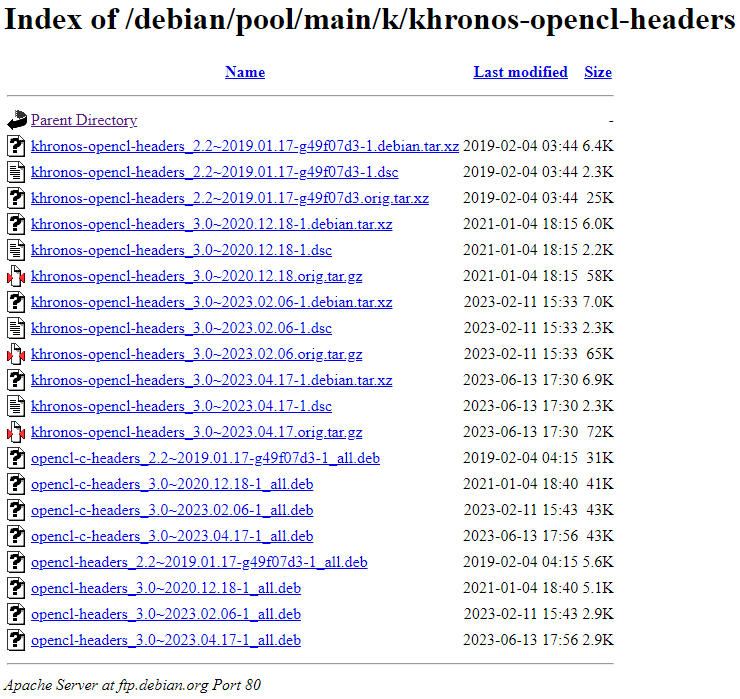 Index of /debian/pool/main/k/khronos-opencl-headers
Name Last modified Size
Parent Directory -
khronos-opencl-headers_2.2~2019.01.17-g49f07d3-1.debian.tar.xz 2019-02-04 03:44 6.4K
khronos-opencl-headers_2.2~2019.01.17-g49f07d3-1.dsc 2019-02-04 03:44 2.3K
khronos-opencl-headers_2.2~2019.01.17-g49f07d3.orig.tar.xz 2019-02-04 03:44 25K
khronos-opencl-headers_3.0~2020.12.18-1.debian.tar.xz 2021-01-04 18:15 6.0K
khronos-opencl-headers_3.0~2020.12.18-1.dsc 2021-01-04 18:15 2.2K
khronos-opencl-headers_3.0~2020.12.18.orig.tar.gz 2021-01-04 18:15 58K
khronos-opencl-headers_3.0~2023.02.06-1.debian.tar.xz 2023-02-11 15:33 7.0K
khronos-opencl-headers_3.0~2023.02.06-1.dsc 2023-02-11 15:33 2.3K
khronos-opencl-headers_3.0~2023.02.06.orig.tar.gz 2023-02-11 15:33 65K
khronos-opencl-headers_3.0~2023.04.17-1.debian.tar.xz 2023-06-13 17:30 6.9K
khronos-opencl-headers_3.0~2023.04.17-1.dsc 2023-06-13 17:30 2.3K
khronos-opencl-headers_3.0~2023.04.17.orig.tar.gz 2023-06-13 17:30 72K
opencl-c-headers_2.2~2019.01.17-g49f07d3-1_all.deb 2019-02-04 04:15 31K
opencl-c-headers_3.0~2020.12.18-1_all.deb 2021-01-04 18:40 41K
opencl-c-headers_3.0~2023.02.06-1_all.deb 2023-02-11 15:43 43K
opencl-c-headers_3.0~2023.04.17-1_all.deb 2023-06-13 17:56 43K
opencl-headers_2.2~2019.01.17-g49f07d3-1_all.deb 2019-02-04 04:15 5.6K
opencl-headers_3.0~2020.12.18-1_all.deb 2021-01-04 18:40 5.1K
opencl-headers_3.0~2023.02.06-1_all.deb 2023-02-11 15:43 2.9K
opencl-headers_3.0~2023.04.17-1_all.deb 2023-06-13 17:56 2.9K
Apache Server at ftp.debian.org Port 80